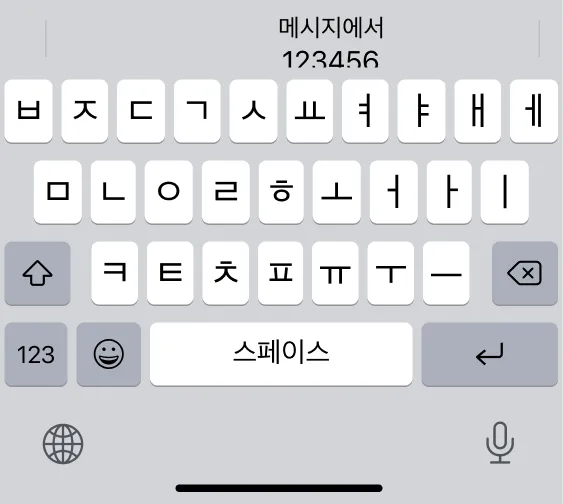 메시지에서
123456
ㅂ ㅈ ㄷ ㄱ ㅅ ㅛ ㅕ ㅑ ㅐ ㅔ
ㅁ ㄴ ㅇ ㄹ ㅎ ㅗ ㅓ ㅏ ㅣ
ㅋ ㅌ ㅊ ㅍ ㅠ ㅜ ㅡ
123 스페이스